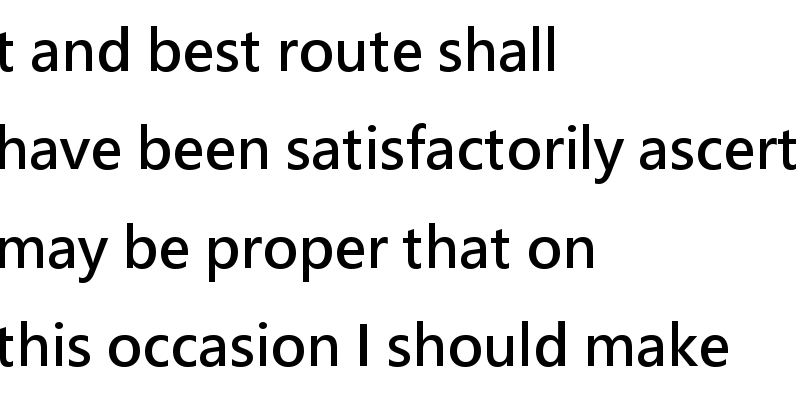 t and best route shall
have been satisfactorily ascert
may be proper that on
this occasion I should make